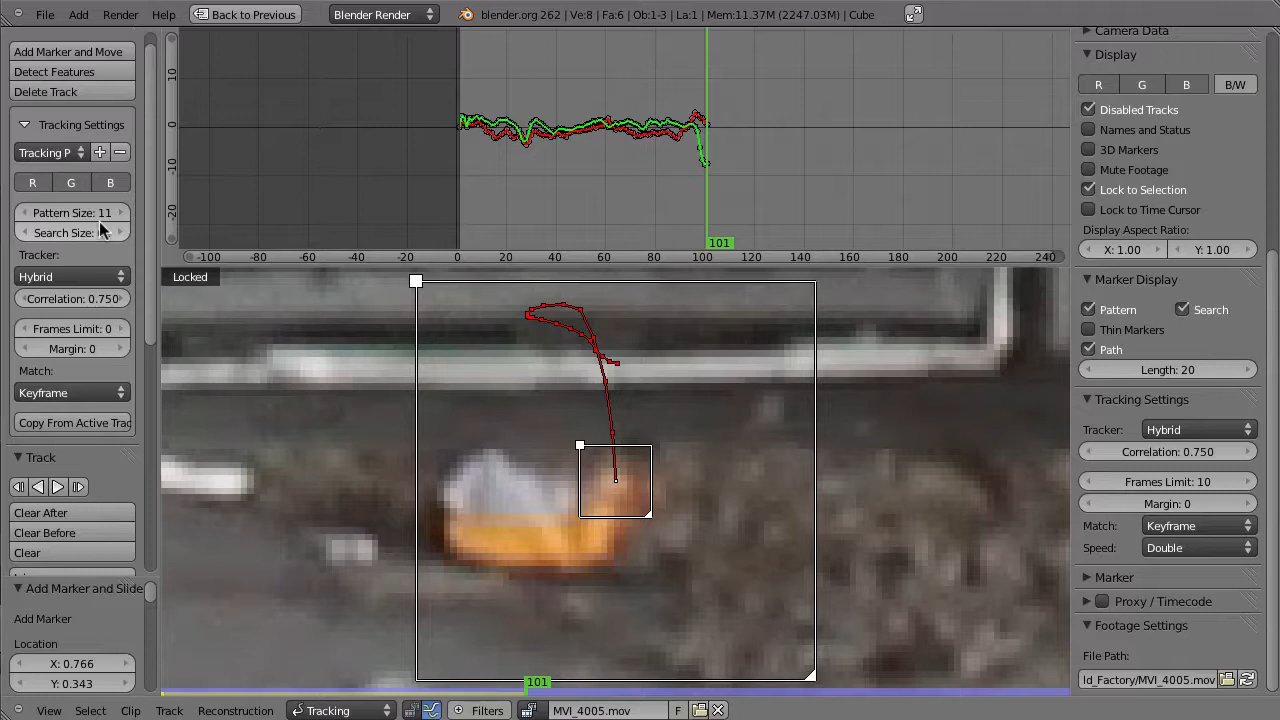 File Add Render Help Back to Previous Blender Render blender.org 262 | Ve:8 | Fa:6 | Ob:1-3 | La:1 | Mem:11.37M (2247.03M) | Cube
Add Marker and Move
Detect Features
Delete Track
Tracking Settings
Tracking P
R G B
Pattern Size: 11
Search Size:
Tracker:
Hybrid
Correlation: 0.750
Frames Limit: 0
Margin: 0
Match:
Keyframe
Copy From Active Trac
Track
Clear After
Clear Before
Clear
Add Marker and Slide
Add Marker
Location
X: 0.766
Y: 0.343
10
0
-10
-20
-100 -80 -60 -40 -20 0 20 40 60 80 100 120 140 160 180 200 220 240
101
Locked
101
Camera Data
Display
R G B B/W
Disabled Tracks
Names and Status
3D Markers
Mute Footage
Lock to Selection
Lock to Time Cursor
Display Aspect Ratio:
X: 1.00 Y: 1.00
Marker Display
Pattern Search
Thin Markers
Path
Length: 20
Tracking Settings
Tracker: Hybrid
Correlation: 0.750
Frames Limit: 10
Margin: 0
Match: Keyframe
Speed: Double
Marker
Proxy / Timecode
Footage Settings
File Path:
ld_Factory/MVI_4005.mov
View Select Clip Track Reconstruction Tracking Filters MVI_4005.mov F